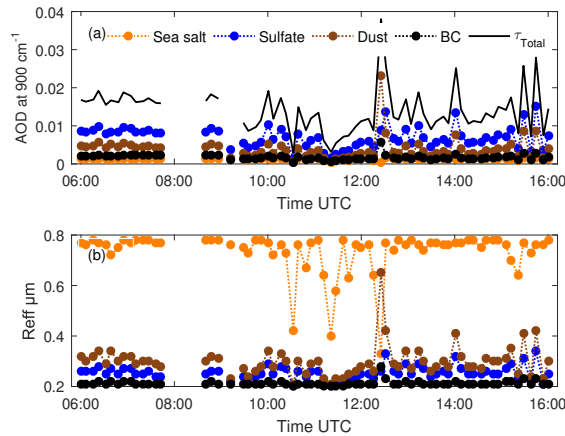 0.04
(a)
Sea salt
Sulfate
Dust
BC
τTotal
0.03
0.02
0.01
0
AOD at 900 cm⁻¹
06:00
08:00
10:00
12:00
14:00
16:00
Time UTC
0.8
(b)
0.6
0.4
0.2
Reff μm
06:00
08:00
10:00
12:00
14:00
16:00
Time UTC